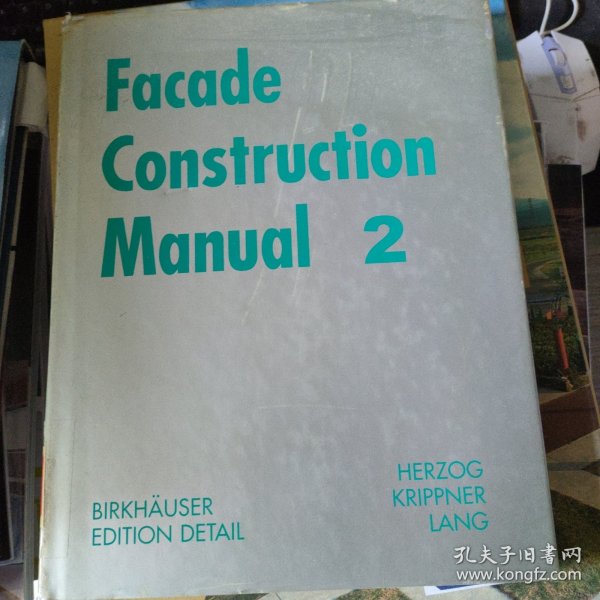 Facade
Construction
Manual 2
BIRKHÄUSER
EDITION DETAIL
HERZOG
KRIPPNER
LANG
孔夫子旧书网
www.kongfz.com